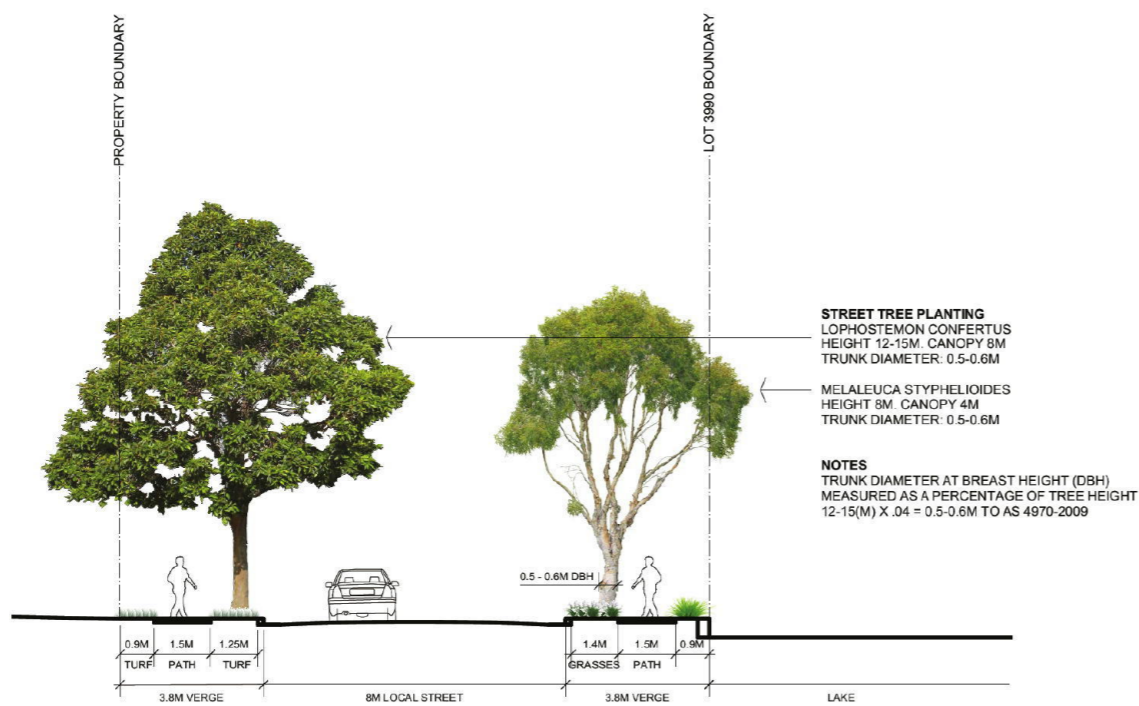 PROPERTY BOUNDARY
LOT 3990 BOUNDARY
STREET TREE PLANTING
LOPHOSTEMON CONFERTUS
HEIGHT 12-15M. CANOPY 8M
TRUNK DIAMETER: 0.5-0.6M
MELALEUCA STYPHELIOIDES
HEIGHT 8M. CANOPY 4M
TRUNK DIAMETER: 0.5-0.6M
NOTES
TRUNK DIAMETER AT BREAST HEIGHT (DBH)
MEASURED AS A PERCENTAGE OF TREE HEIGHT
12-15(M) X .04 = 0.5-0.6M TO AS 4970-2009
0.5 - 0.6M DBH
0.9M 1.5M 1.25M 1.4M 1.5M 0.9M
TURF PATH TURF GRASSES PATH
3.8M VERGE 8M LOCAL STREET 3.8M VERGE LAKE